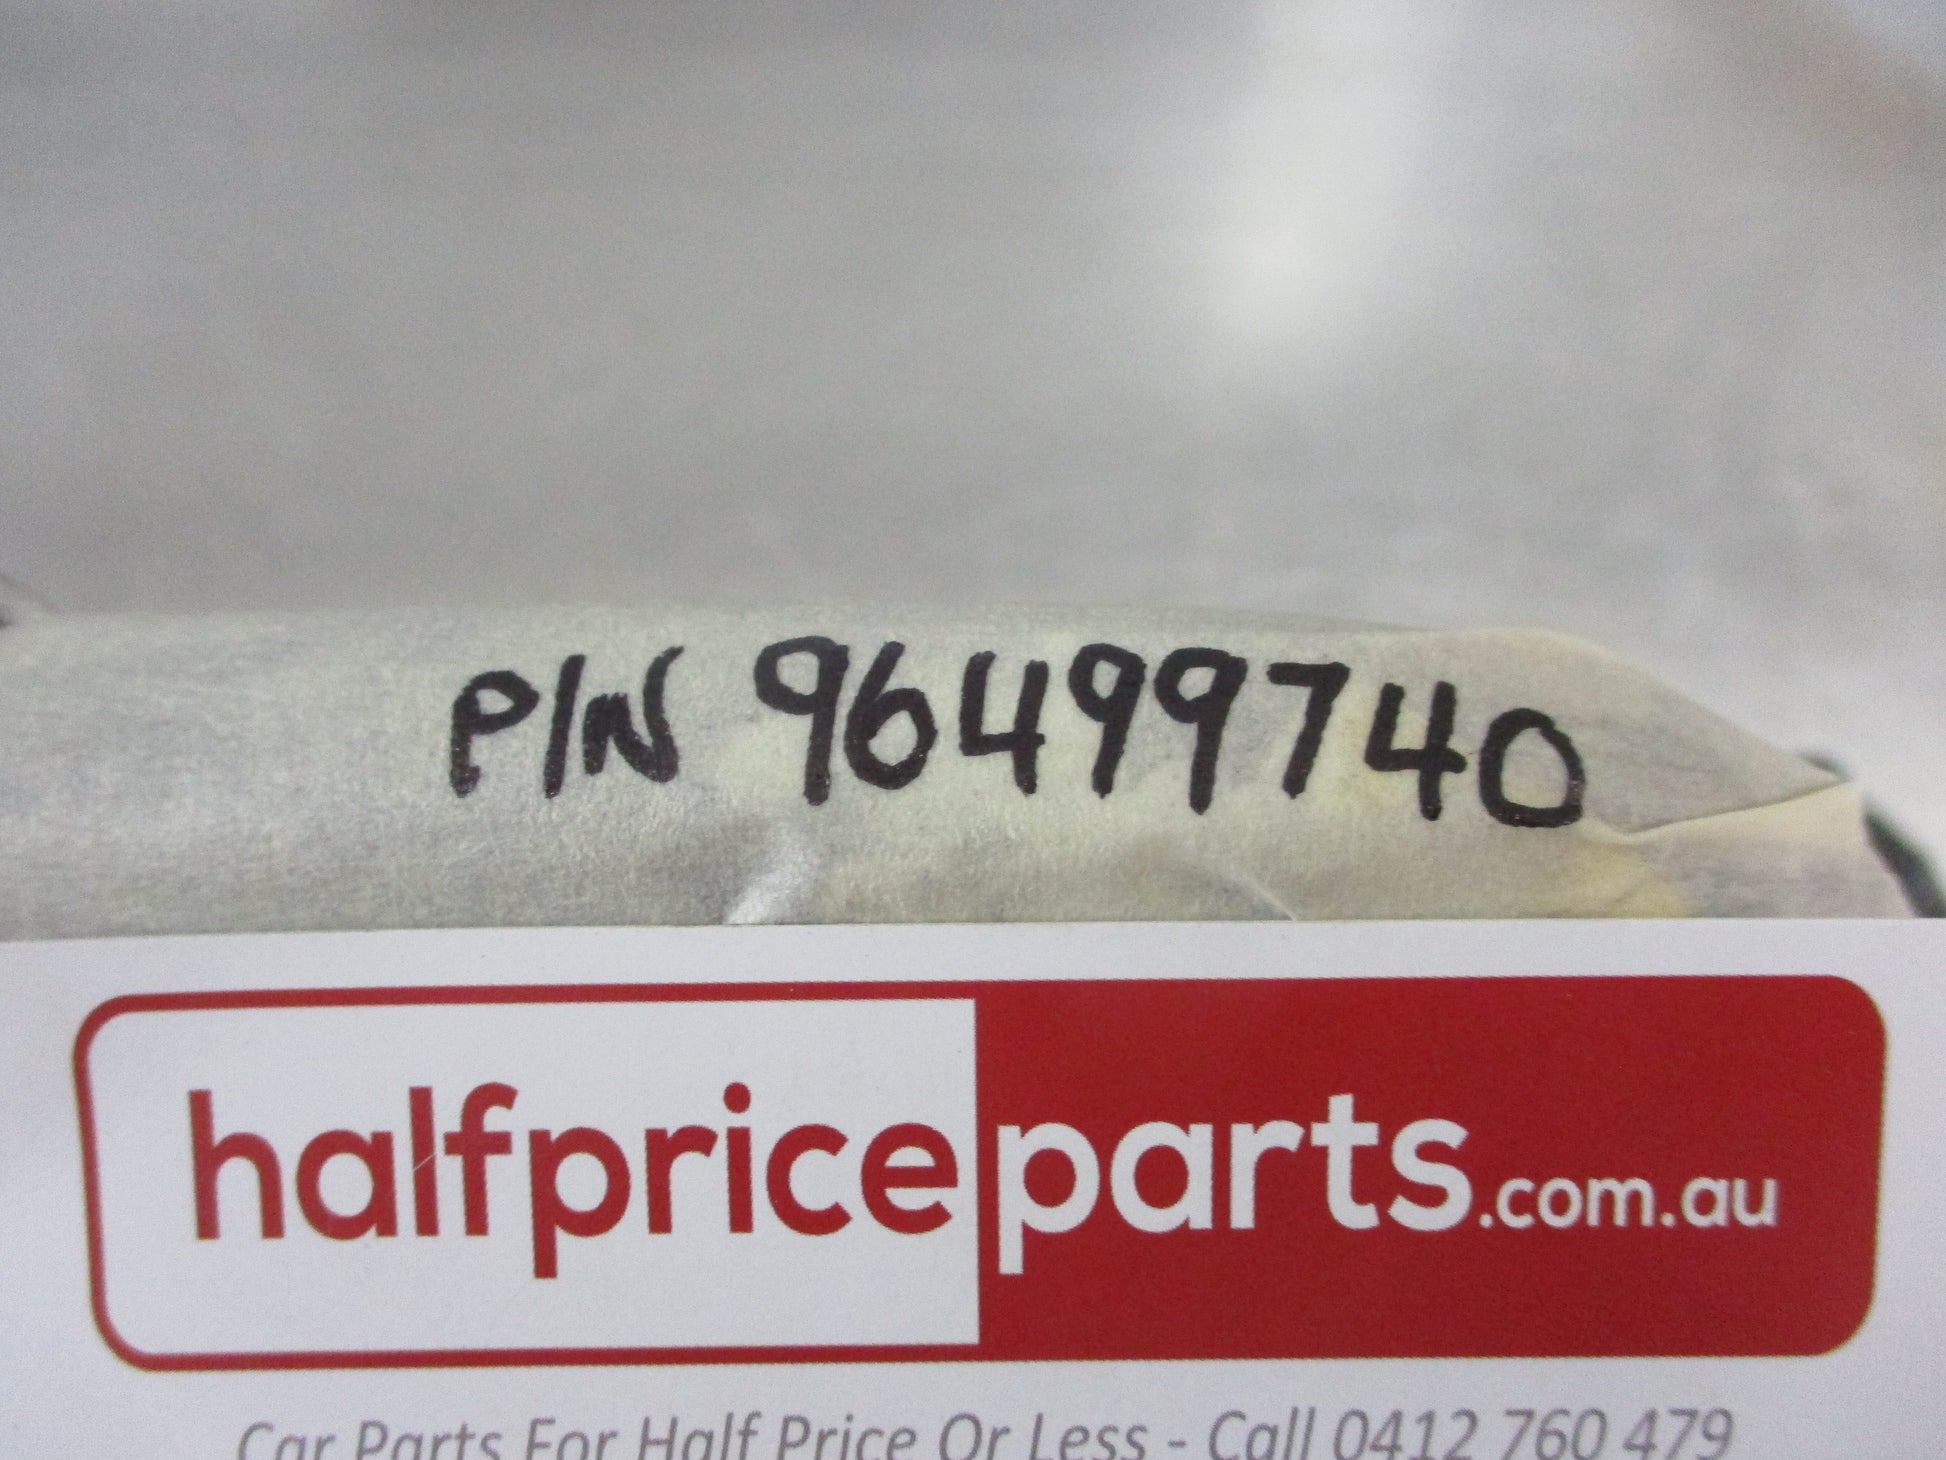 P/N 96499740
halfpriceparts.com.au
Car Parts For Half Price Or Less - Call 0412 760 479